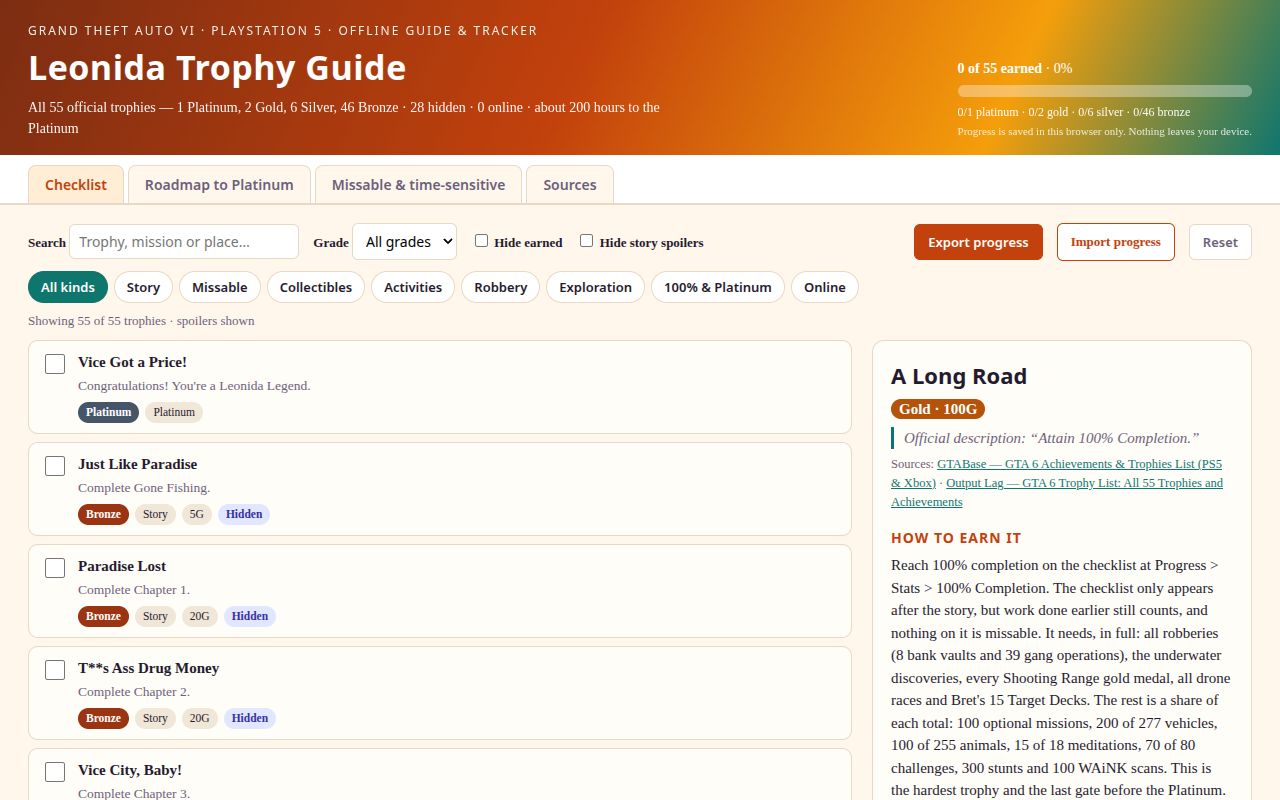 GRAND THEFT AUTO VI · PLAYSTATION 5 · OFFLINE GUIDE & TRACKER
Leonida Trophy Guide
All 55 official trophies — 1 Platinum, 2 Gold, 6 Silver, 46 Bronze · 28 hidden · 0 online · about 200 hours to the
Platinum
0 of 55 earned · 0%
0/1 platinum · 0/2 gold · 0/6 silver · 0/46 bronze
Progress is saved in this browser only. Nothing leaves your device.
Checklist
Roadmap to Platinum
Missable & time-sensitive
Sources
Search Trophy, mission or place...
Grade All grades
Hide earned
Hide story spoilers
Export progress
Import progress
Reset
All kinds
Story
Missable
Collectibles
Activities
Robbery
Exploration
100% & Platinum
Online
Showing 55 of 55 trophies · spoilers shown
Vice Got a Price!
Congratulations! You're a Leonida Legend.
Platinum Platinum
Just Like Paradise
Complete Gone Fishing.
Bronze Story 5G Hidden
Paradise Lost
Complete Chapter 1.
Bronze Story 20G Hidden
T**s Ass Drug Money
Complete Chapter 2.
Bronze Story 20G Hidden
Vice City, Baby!
Complete Chapter 3.
A Long Road
Gold · 100G
Official description: “Attain 100% Completion.”
Sources: GTABase — GTA 6 Achievements & Trophies List (PS5
& Xbox) · Output Lag — GTA 6 Trophy List: All 55 Trophies and
Achievements
HOW TO EARN IT
Reach 100% completion on the checklist at Progress >
Stats > 100% Completion. The checklist only appears
after the story, but work done earlier still counts, and
nothing on it is missable. It needs, in full: all robberies
(8 bank vaults and 39 gang operations), the underwater
discoveries, every Shooting Range gold medal, all drone
races and Bret's 15 Target Decks. The rest is a share of
each total: 100 optional missions, 200 of 277 vehicles,
100 of 255 animals, 15 of 18 meditations, 70 of 80
challenges, 300 stunts and 100 WAiNK scans. This is
the hardest trophy and the last gate before the Platinum.